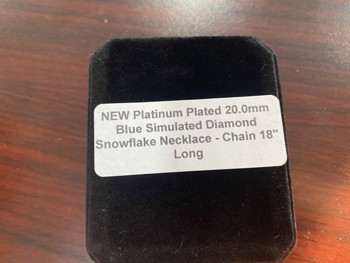 NEW Platinum Plated 20.0mm
Blue Simulated Diamond
Snowflake Necklace - Chain 18"
Long